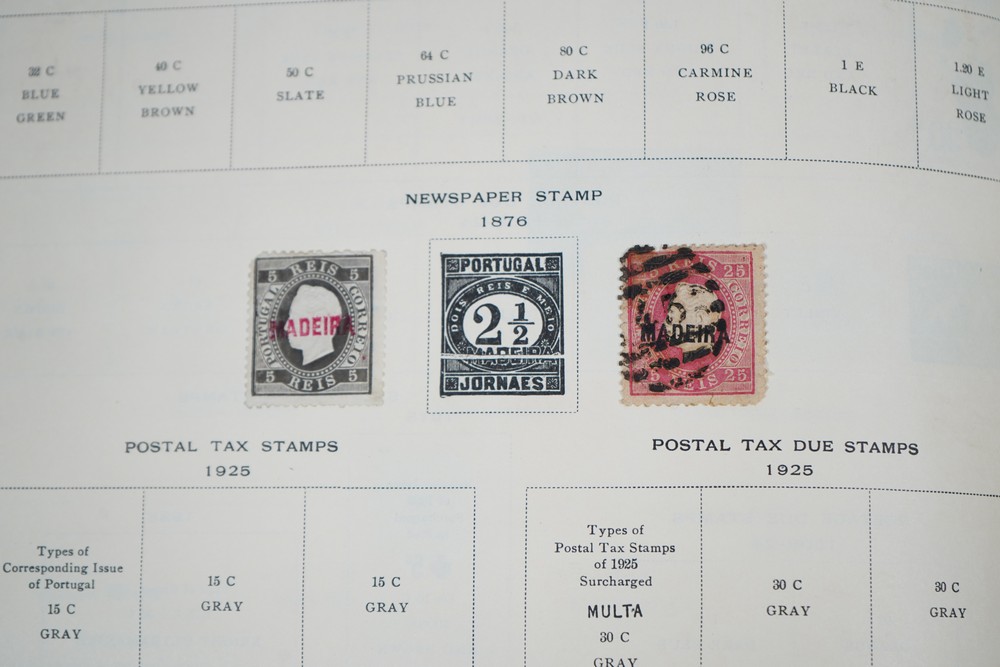 32 C
BLUE
GREEN
40 C
YELLOW
BROWN
50 C
SLATE
64 C
PRUSSIAN
BLUE
80 C
DARK
BROWN
96 C
CARMINE
ROSE
1 E
BLACK
1.20 E
LIGHT
ROSE
NEWSPAPER STAMP
1876
5 REIS 5
PORTUGAL
CORREIO
MADEIRA
5 REIS 5
PORTUGAL
DOIS REIS E MEIO
2 1/2
MADEIRA
JORNAES
REIS 25
CORREIO
MADEIRA
REIS 25
POSTAL TAX STAMPS
1925
POSTAL TAX DUE STAMPS
1925
Types of
Corresponding Issue
of Portugal
15 C
GRAY
15 C
GRAY
15 C
GRAY
Types of
Postal Tax Stamps
of 1925
Surcharged
MULTA
30 C
GRAY
30 C
GRAY
30 C
GRAY